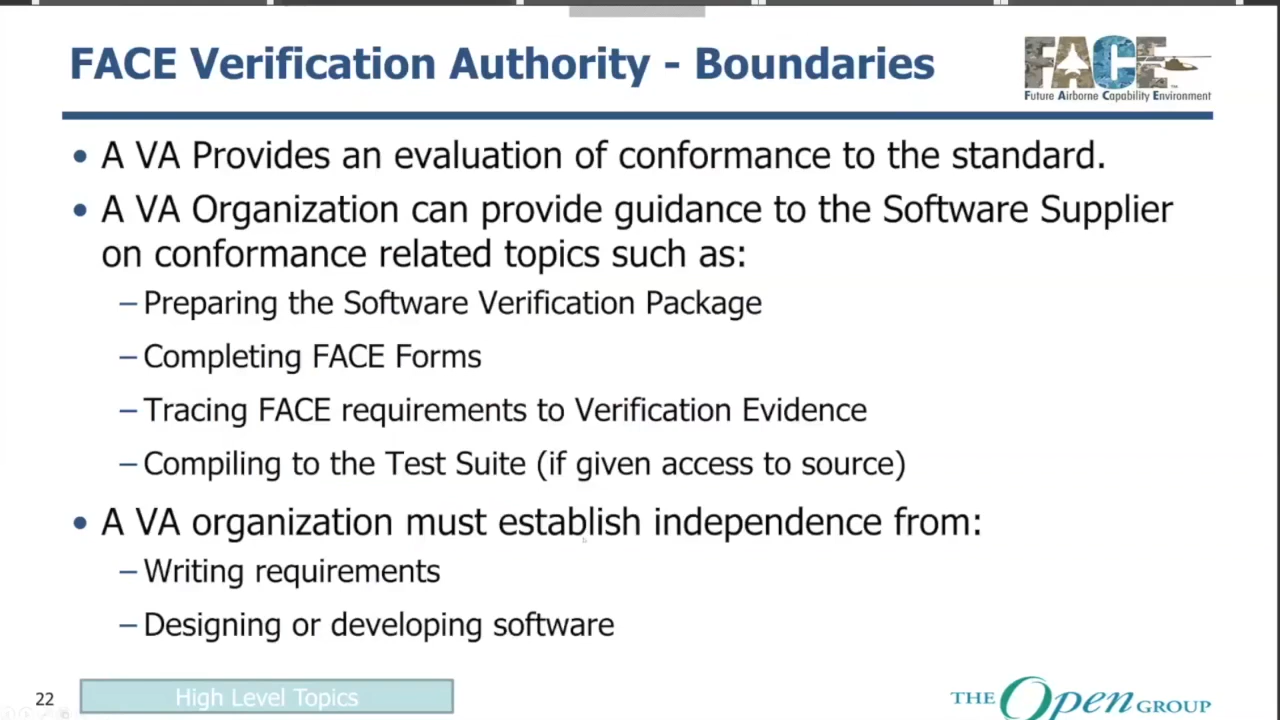 FACE Verification Authority - Boundaries
FACE
Future Airborne Capability Environment
• A VA Provides an evaluation of conformance to the standard.
• A VA Organization can provide guidance to the Software Supplier
on conformance related topics such as:
– Preparing the Software Verification Package
– Completing FACE Forms
– Tracing FACE requirements to Verification Evidence
– Compiling to the Test Suite (if given access to source)
• A VA organization must establish independence from:
– Writing requirements
– Designing or developing software
22
High Level Topics
THE Open GROUP